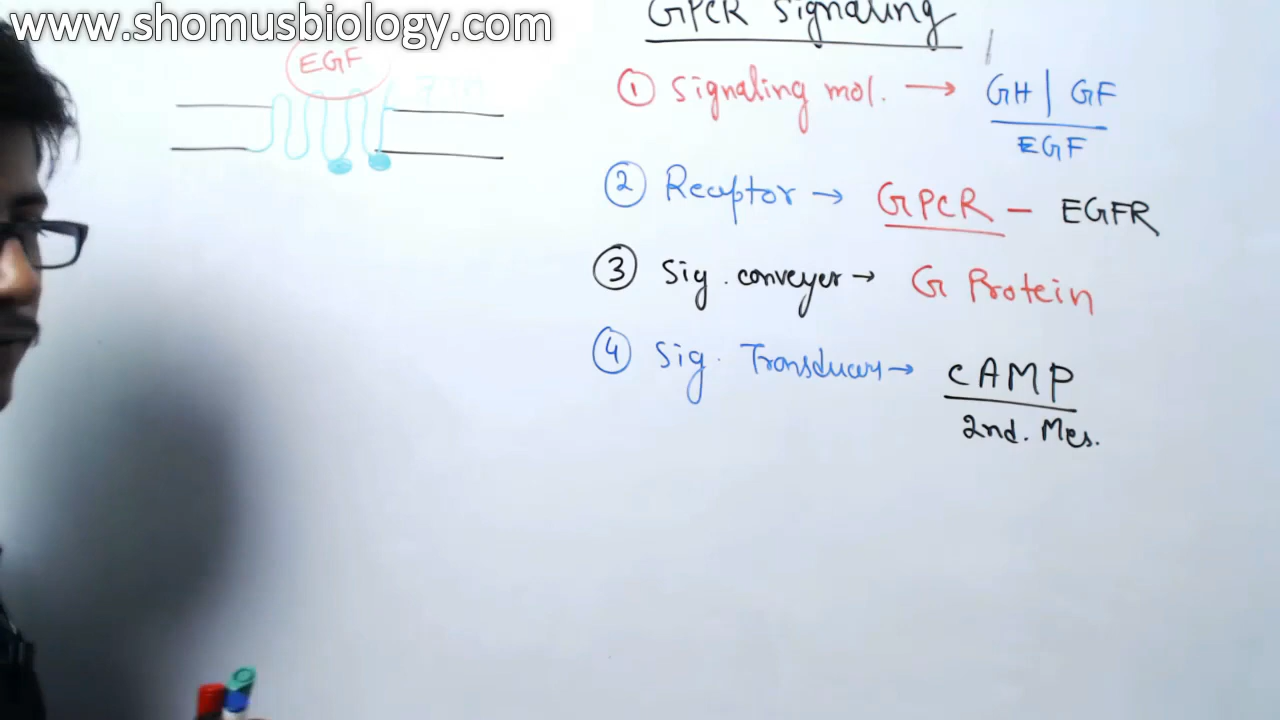 www.shomusbiology.com
GPCR Signaling
EGF
7TM
① Signaling mol. → GH | GF
EGF
② Receptor → GPCR – EGFR
③ Sig. conveyer → G Protein
④ Sig. Transducer → cAMP
2nd. Mes.